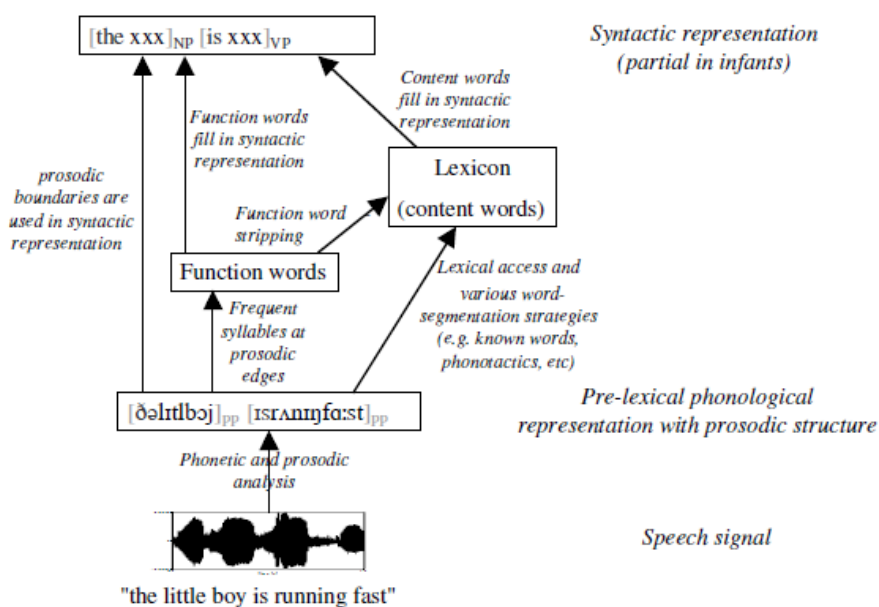 [the xxx]NP [is xxx]VP
Syntactic representation
(partial in infants)
Content words
fill in syntactic
representation
Function words
fill in syntactic
representation
prosodic
boundaries are
used in syntactic
representation
Lexicon
(content words)
Function word
stripping
Function words
Lexical access and
various word-
segmentation strategies
(e.g. known words,
phonotactics, etc)
Frequent
syllables at
prosodic
edges
[ðəlɪtlbɔj]pp [ɪsrʌnɪŋfɑːst]pp
Pre-lexical phonological
representation with prosodic structure
Phonetic and prosodic
analysis
Speech signal
"the little boy is running fast"